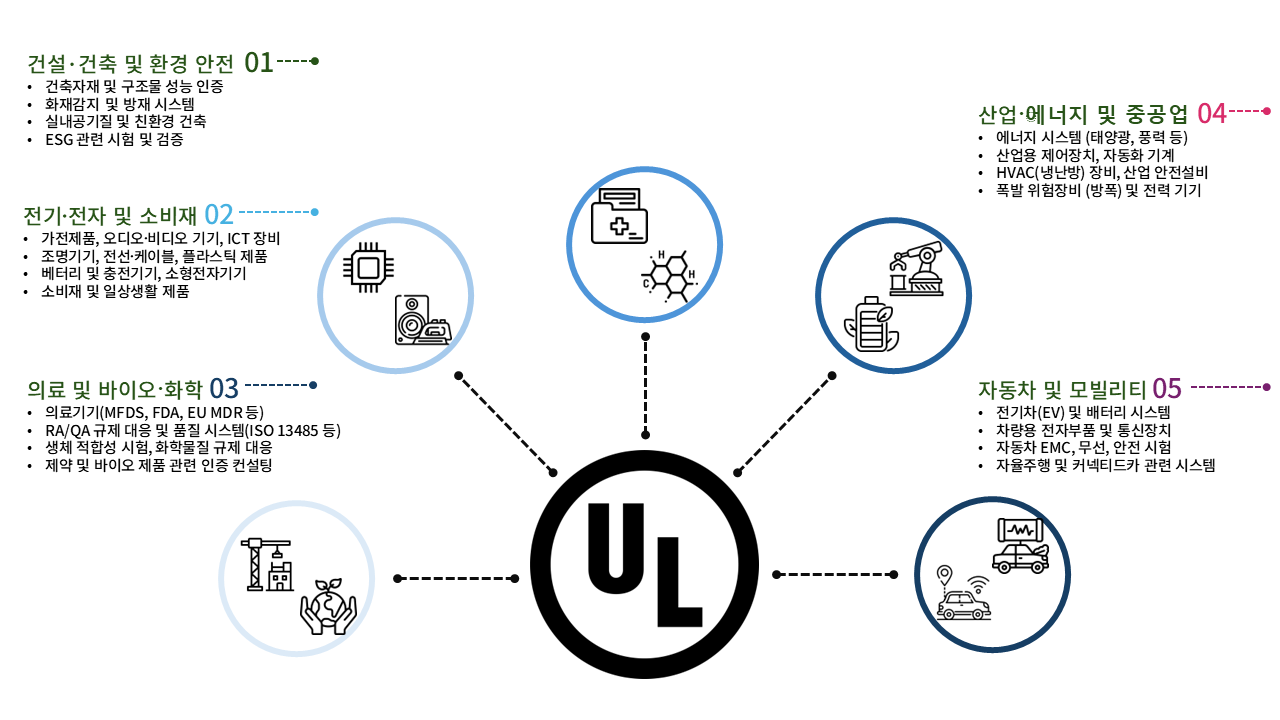 건설·건축 및 환경 안전 01
• 건축자재 및 구조물 성능 인증
• 화재감지 및 방재 시스템
• 실내공기질 및 친환경 건축
• ESG 관련 시험 및 검증
전기·전자 및 소비재 02
• 가전제품, 오디오·비디오 기기, ICT 장비
• 조명기기, 전선·케이블, 플라스틱 제품
• 베터리 및 충전기기, 소형전자기기
• 소비재 및 일상생활 제품
의료 및 바이오·화학 03
• 의료기기(MFDS, FDA, EU MDR 등)
• RA/QA 규제 대응 및 품질 시스템(ISO 13485 등)
• 생체 적합성 시험, 화학물질 규제 대응
• 제약 및 바이오 제품 관련 인증 컨설팅
산업·에너지 및 중공업 04
• 에너지 시스템 (태양광, 풍력 등)
• 산업용 제어장치, 자동화 기계
• HVAC(냉난방) 장비, 산업 안전설비
• 폭발 위험장비 (방폭) 및 전력 기기
자동차 및 모빌리티 05
• 전기차(EV) 및 배터리 시스템
• 차량용 전자부품 및 통신장치
• 자동차 EMC, 무선, 안전 시험
• 자율주행 및 커넥티드카 관련 시스템
H
H
C
UL